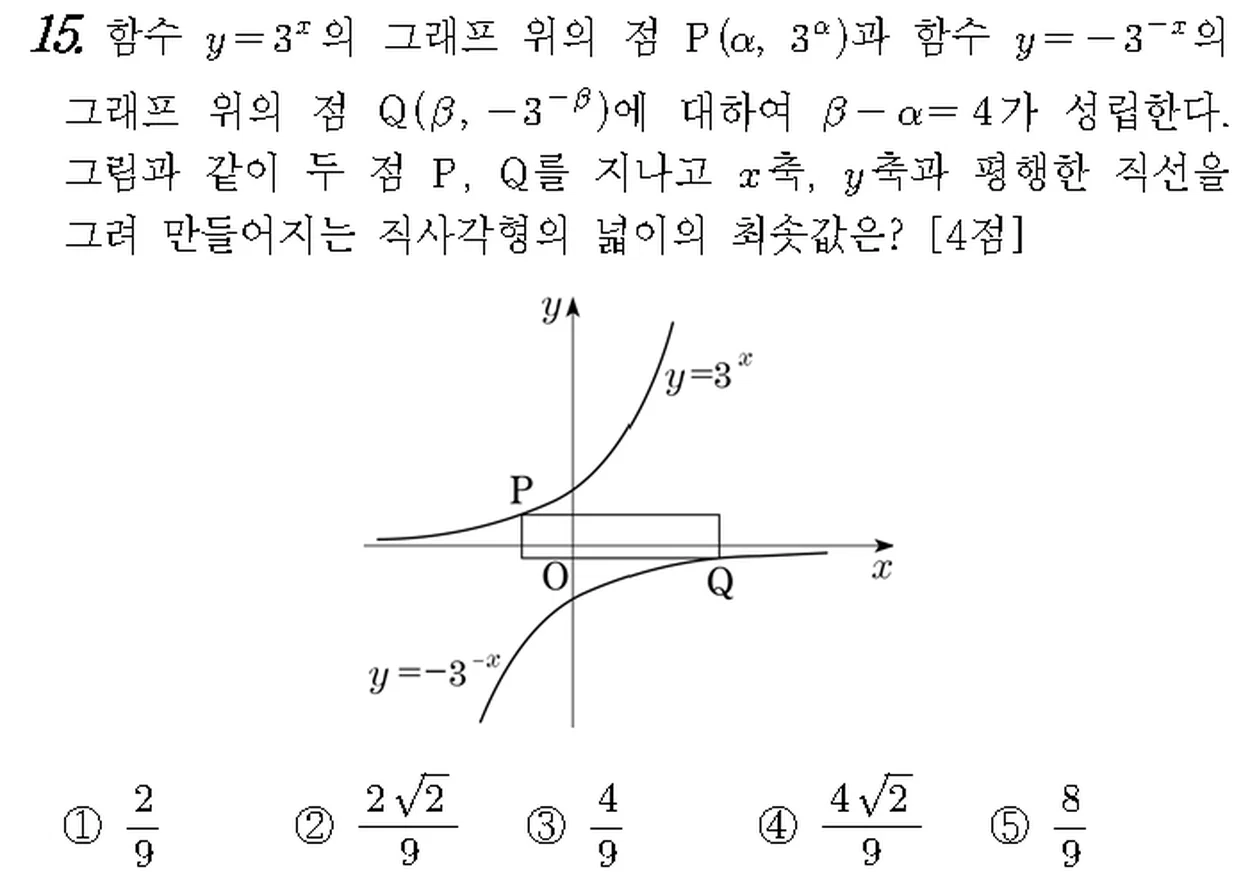 15. 함수 y=3^x의 그래프 위의 점 P(α, 3^α)과 함수 y=-3^{-x}의
그래프 위의 점 Q(β, -3^{-β})에 대하여 β-α=4가 성립한다.
그림과 같이 두 점 P, Q를 지나고 x축, y축과 평행한 직선을
그려 만들어지는 직사각형의 넓이의 최솟값은? [4점]
y
y=3^x
P
O
Q
x
y=-3^{-x}
① 2/9 ② 2√2/9 ③ 4/9 ④ 4√2/9 ⑤ 8/9